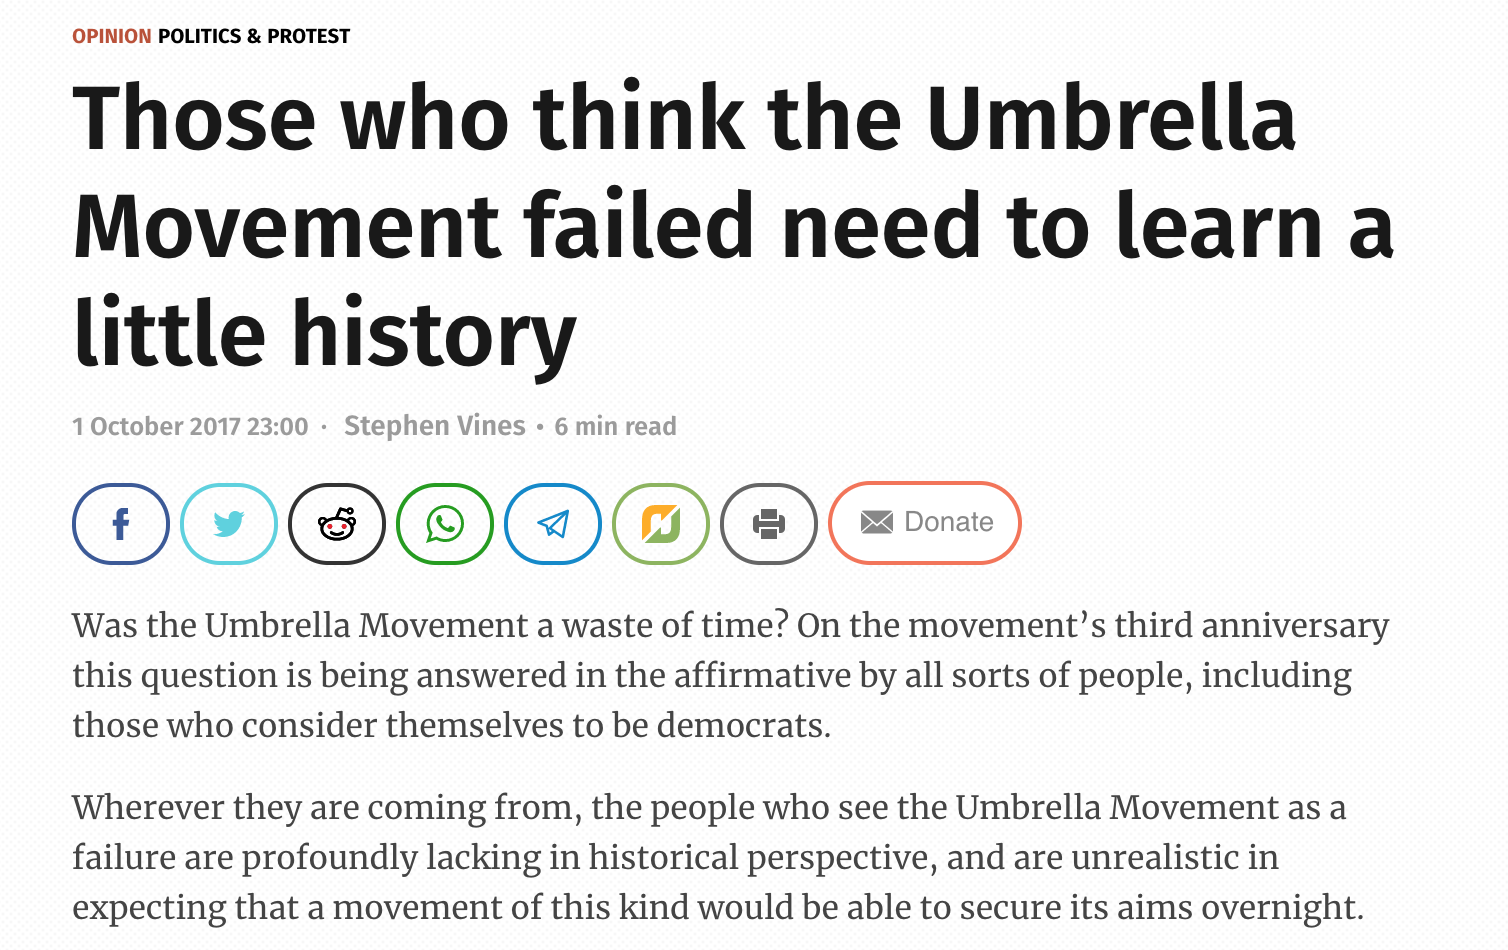 OPINION POLITICS & PROTEST
Those who think the Umbrella
Movement failed need to learn a
little history
1 October 2017 23:00 · Stephen Vines • 6 min read
Donate
Was the Umbrella Movement a waste of time? On the movement’s third anniversary
this question is being answered in the affirmative by all sorts of people, including
those who consider themselves to be democrats.
Wherever they are coming from, the people who see the Umbrella Movement as a
failure are profoundly lacking in historical perspective, and are unrealistic in
expecting that a movement of this kind would be able to secure its aims overnight.